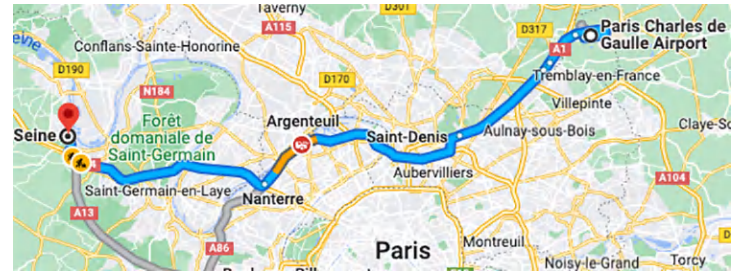 Taverny
D301
A115
D317
Paris Charles de
Gaulle Airport
A1
Conflans-Sainte-Honorine
D190
D170
Tremblay-en-France
N184
Villepinte
Argenteuil
Forêt
domaniale de
Saint-Germain
Seine
Saint-Denis
Aulnay-sous-Bois
Claye-So
Aubervilliers
Saint-Germain-en-Laye
Nanterre
A104
A13
A86
Paris
Montreuil
Noisy-le-Grand
Torcy